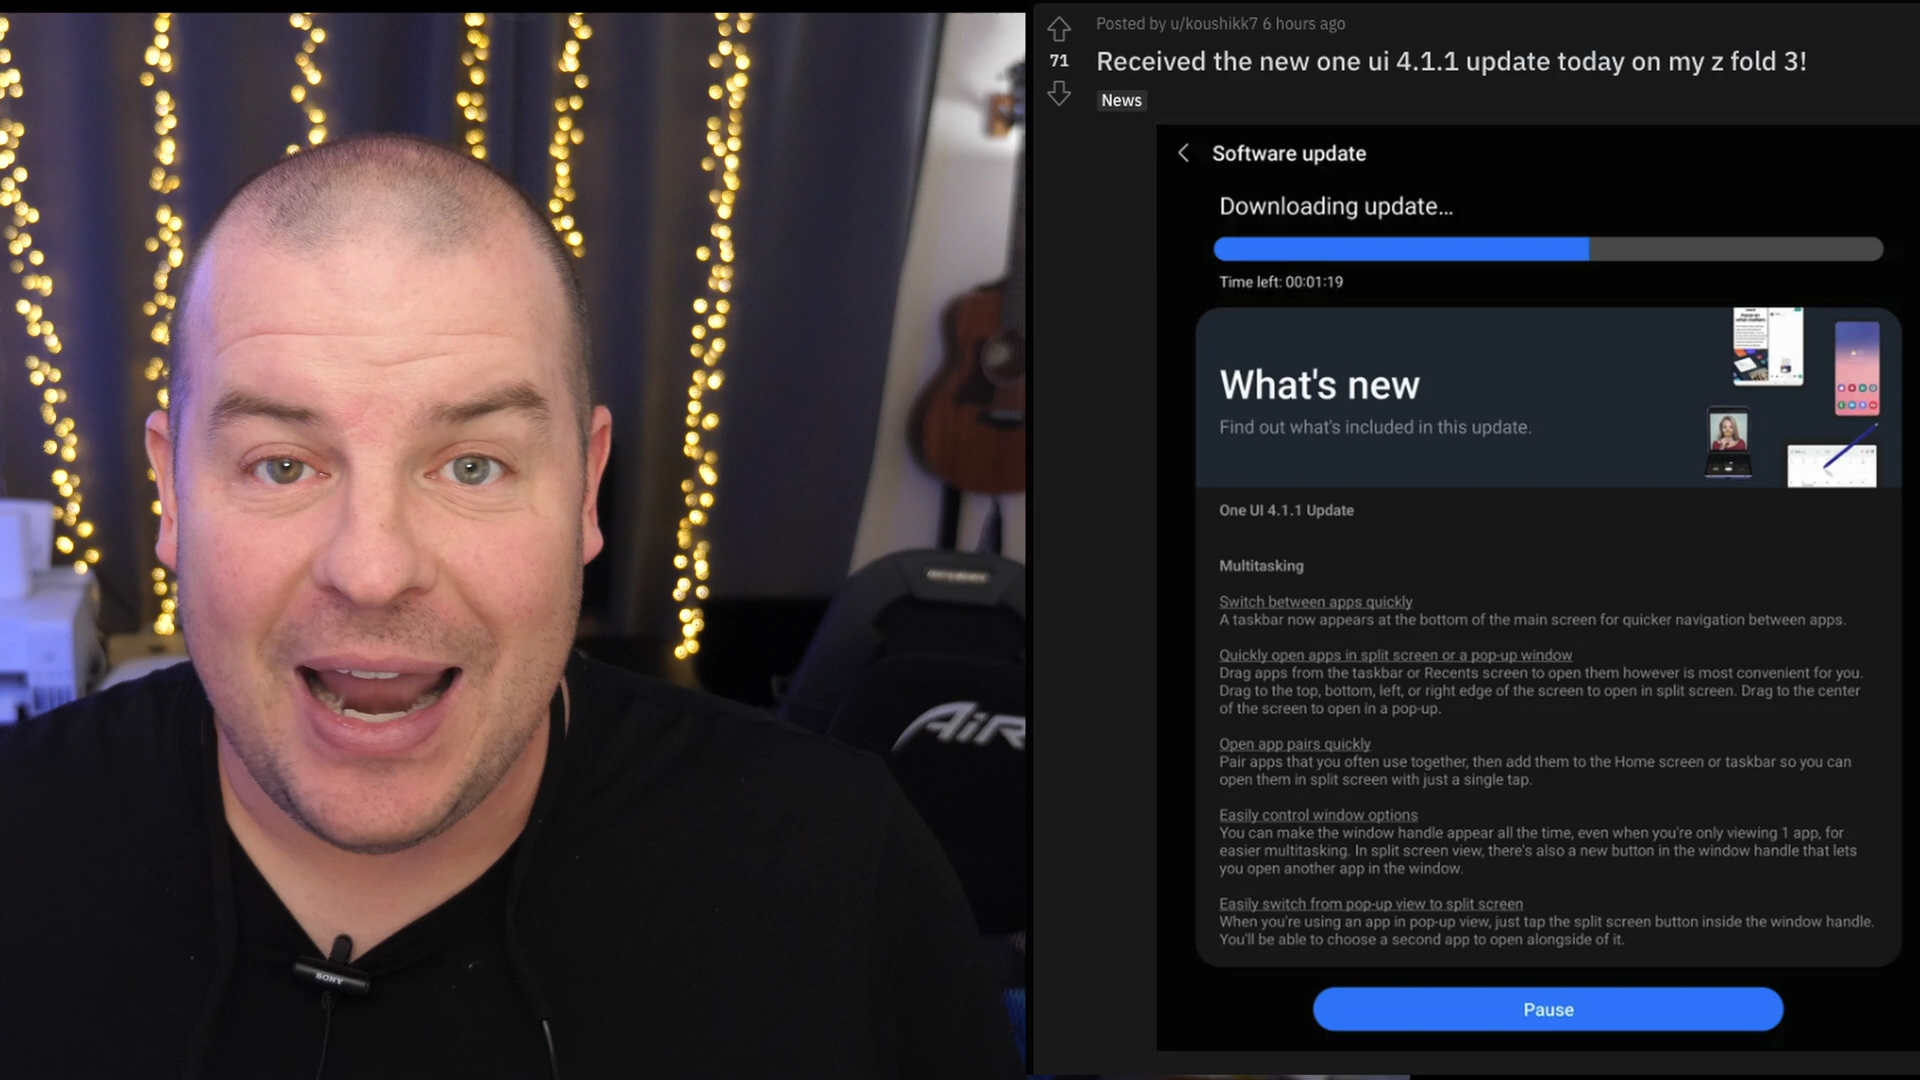 Posted by u/koushikk7 6 hours ago
71
Received the new one ui 4.1.1 update today on my z fold 3!
News
Software update
Downloading update...
Time left: 00:01:19
What's new
Find out what's included in this update.
One UI 4.1.1 Update
Multitasking
Switch between apps quickly
A taskbar now appears at the bottom of the main screen for quicker navigation between apps.
Quickly open apps in split screen or a pop-up window
Drag apps from the taskbar or Recents screen to open them however is most convenient for you.
Drag to the top, bottom, left, or right edge of the screen to open in split screen. Drag to the center
of the screen to open in a pop-up.
Open app pairs quickly
Pair apps that you often use together, then add them to the Home screen or taskbar so you can
open them in split screen with just a single tap.
Easily control window options
You can make the window handle appear all the time, even when you're only viewing 1 app, for
easier multitasking. In split screen view, there's also a new button in the window handle that lets
you open another app in the window.
Easily switch from pop-up view to split screen
When you're using an app in pop-up view, just tap the split screen button inside the window handle.
You'll be able to choose a second app to open alongside of it.
Pause
AiR
SONY